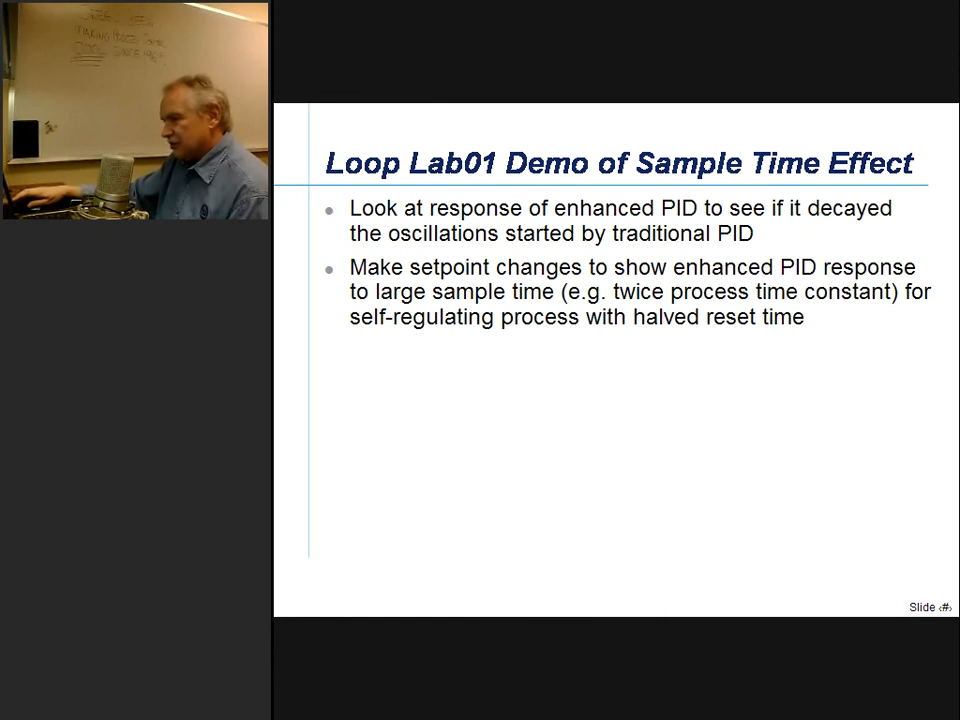 MAKING
SINCE
Loop Lab01 Demo of Sample Time Effect
Look at response of enhanced PID to see if it decayed
the oscillations started by traditional PID
Make setpoint changes to show enhanced PID response
to large sample time (e.g. twice process time constant) for
self-regulating process with halved reset time
Slide ‹#›